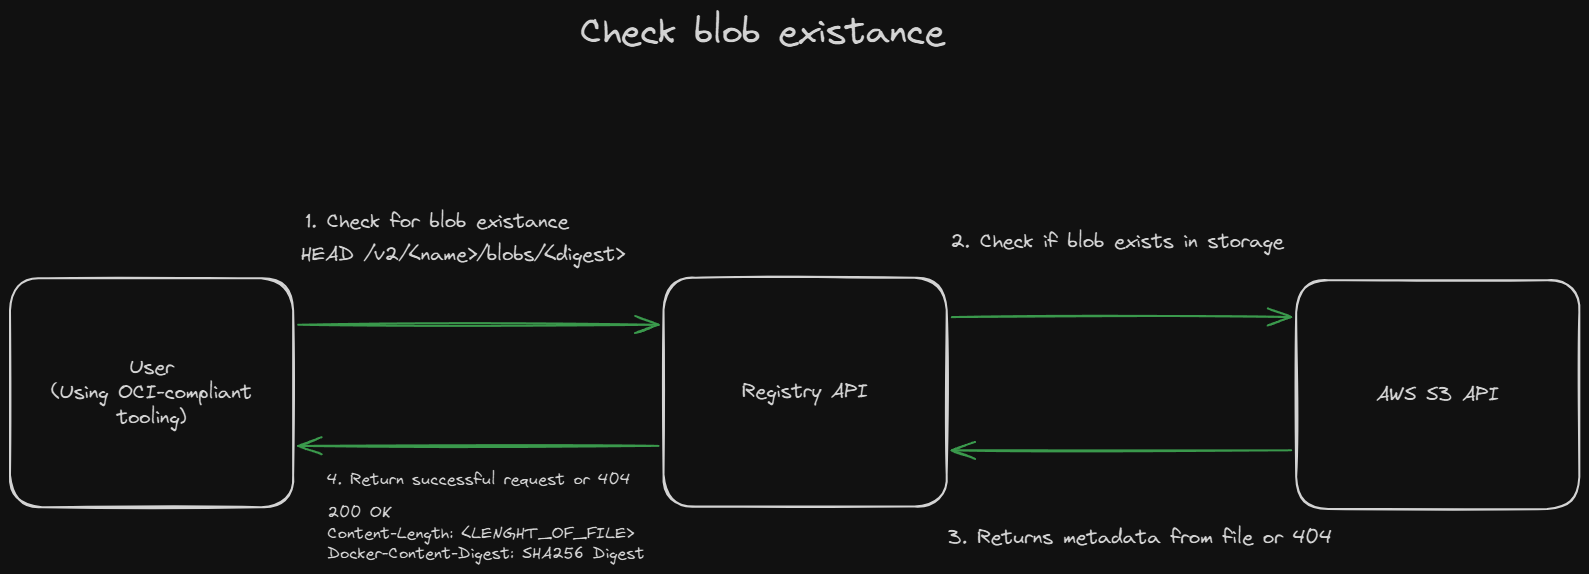 Check blob existance
1. Check for blob existance
HEAD /v2/<name>/blobs/<digest>
2. Check if blob exists in storage
User
(Using OCI-compliant
tooling)
Registry API
AWS S3 API
4. Return successful request or 404
200 OK
Content-Length: <LENGHT_OF_FILE>
Docker-Content-Digest: SHA256 Digest
3. Returns metadata from file or 404